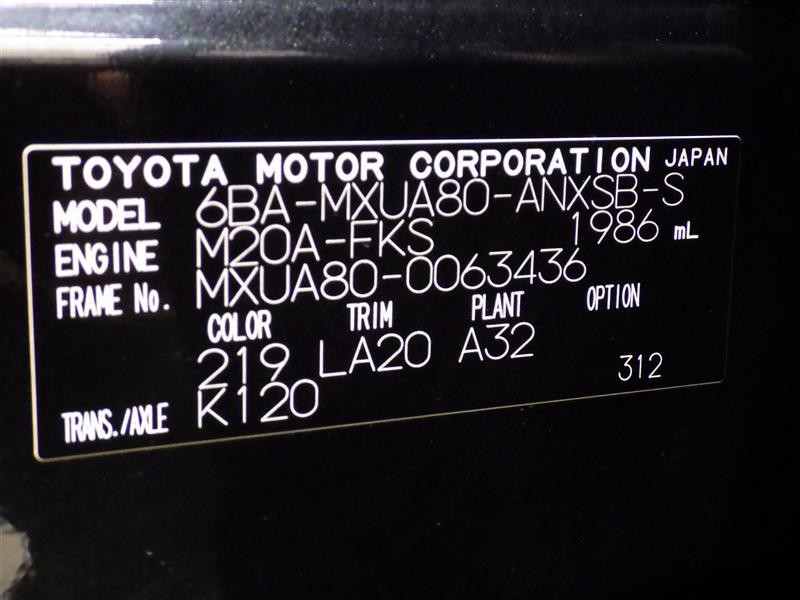 TOYOTA MOTOR CORPORATION JAPAN
MODEL 6BA-MXUA80-ANXSB-S
ENGINE M20A-FKS 1986 mL
FRAME No. MXUA80-0063436
COLOR TRIM PLANT OPTION
219 LA20 A32
312
TRANS./AXLE K120